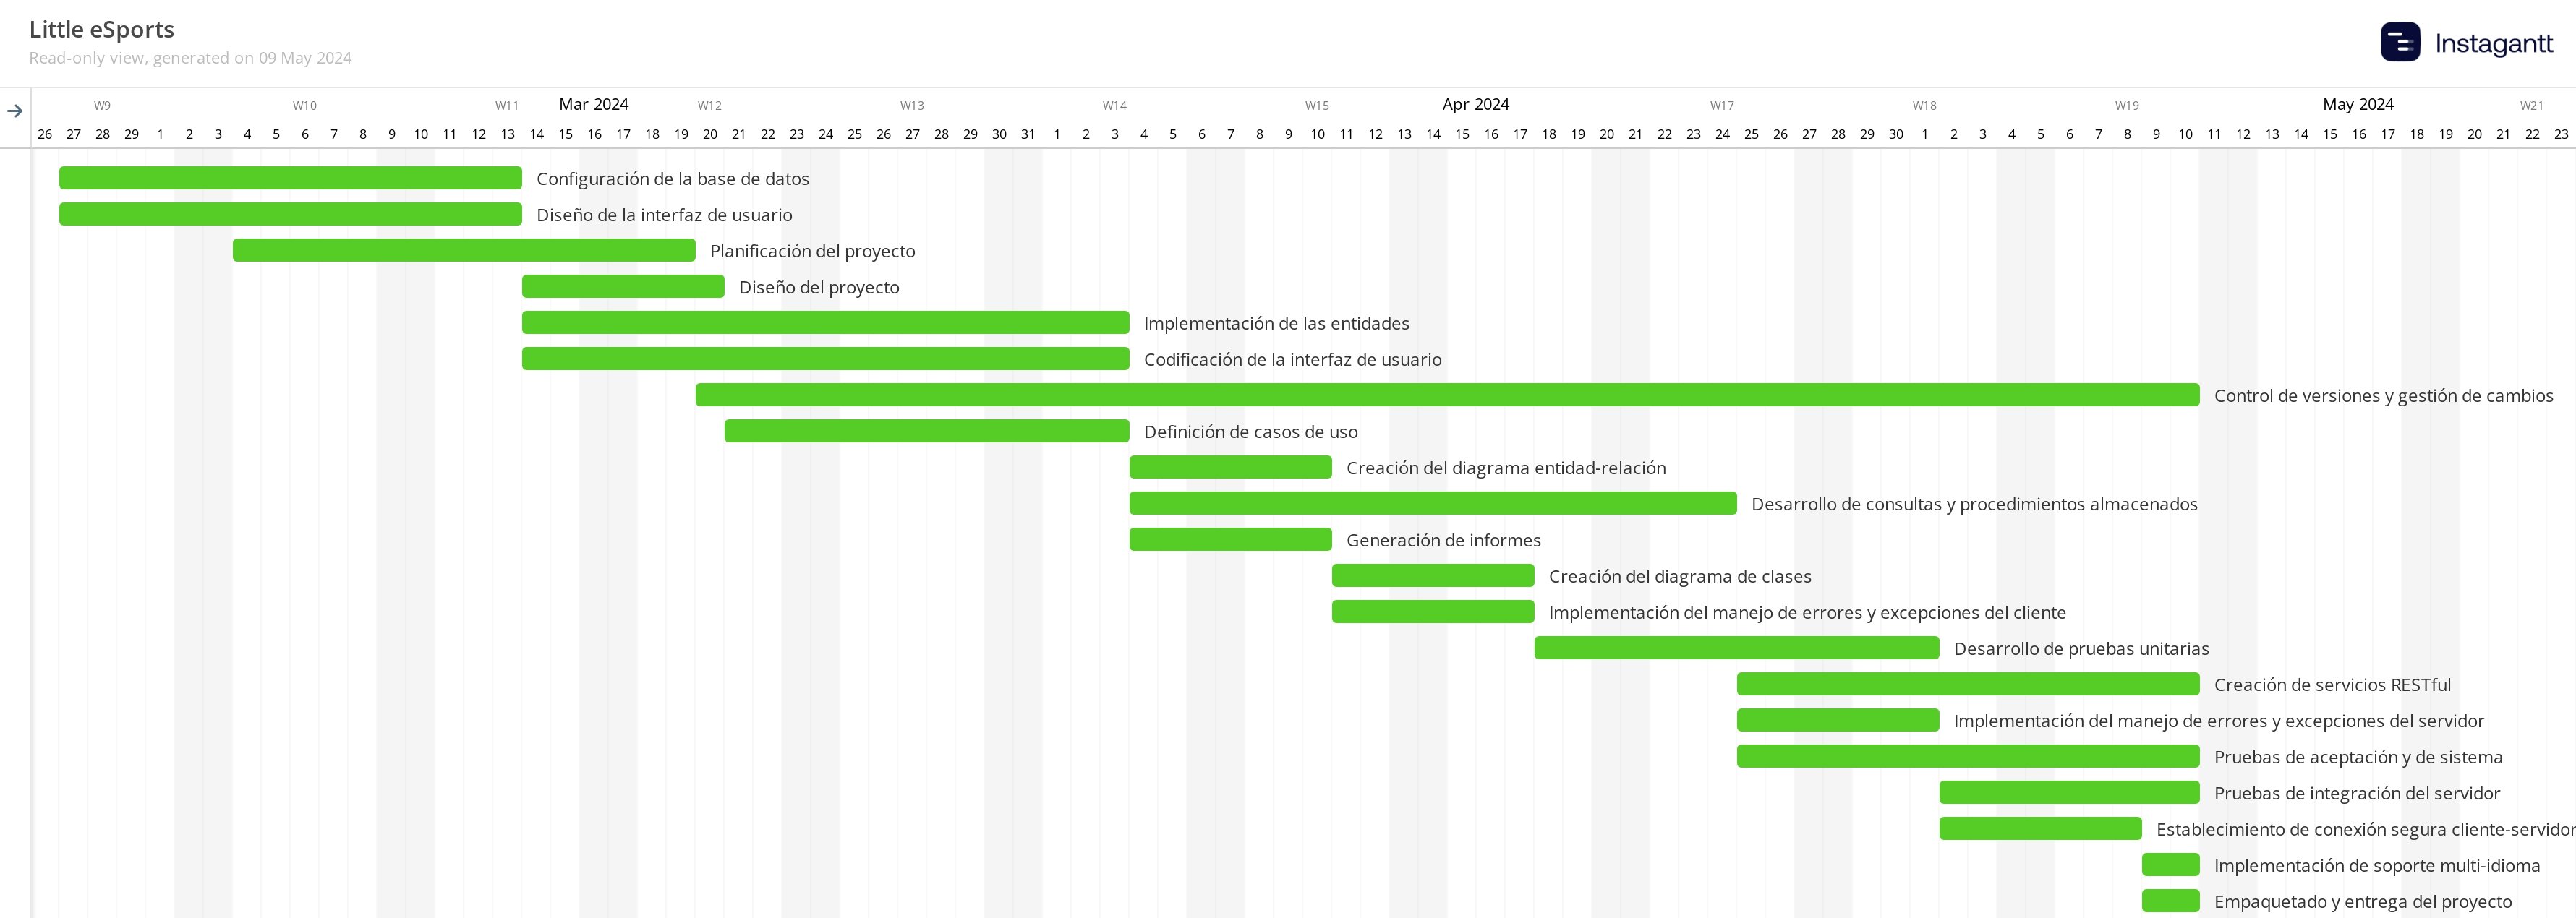 Little eSports
Read-only view, generated on 09 May 2024
Instagantt
W9 W10 W11 Mar 2024 W12 W13 W14 W15 Apr 2024 W17 W18 W19 May 2024 W21
26 27 28 29 1 2 3 4 5 6 7 8 9 10 11 12 13 14 15 16 17 18 19 20 21 22 23 24 25 26 27 28 29 30 31 1 2 3 4 5 6 7 8 9 10 11 12 13 14 15 16 17 18 19 20 21 22 23 24 25 26 27 28 29 30 1 2 3 4 5 6 7 8 9 10 11 12 13 14 15 16 17 18 19 20 21 22 23
Configuración de la base de datos
Diseño de la interfaz de usuario
Planificación del proyecto
Diseño del proyecto
Implementación de las entidades
Codificación de la interfaz de usuario
Control de versiones y gestión de cambios
Definición de casos de uso
Creación del diagrama entidad-relación
Desarrollo de consultas y procedimientos almacenados
Generación de informes
Creación del diagrama de clases
Implementación del manejo de errores y excepciones del cliente
Desarrollo de pruebas unitarias
Creación de servicios RESTful
Implementación del manejo de errores y excepciones del servidor
Pruebas de aceptación y de sistema
Pruebas de integración del servidor
Establecimiento de conexión segura cliente-servidor
Implementación de soporte multi-idioma
Empaquetado y entrega del proyecto